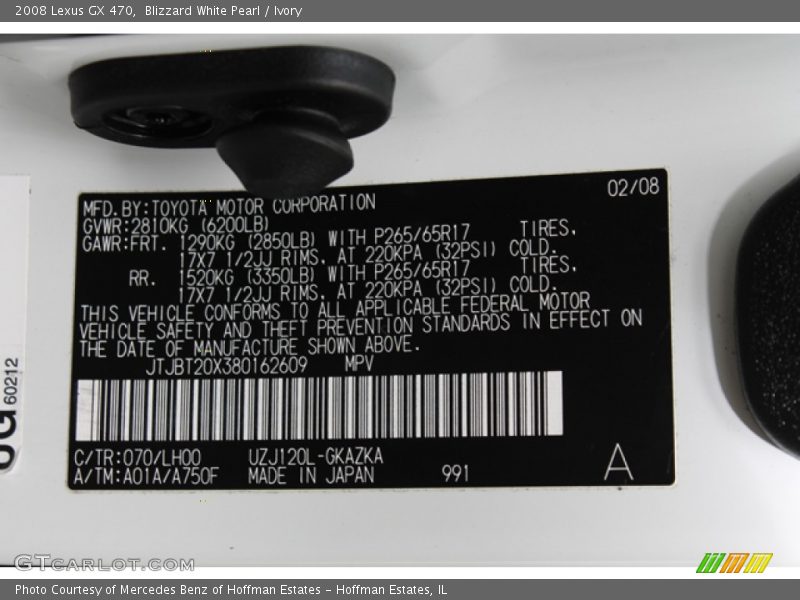 2008 Lexus GX 470, Blizzard White Pearl / Ivory
02/08
MFD. BY: TOYOTA MOTOR CORPORATION
GVWR: 2810KG (6200LB)
GAWR: FRT. 1290KG (2850LB) WITH P265/65R17 TIRES,
17X7 1/2JJ RIMS, AT 220KPA (32PSI) COLD.
RR. 1520KG (3350LB) WITH P265/65R17 TIRES,
17X7 1/2JJ RIMS, AT 220KPA (32PSI) COLD.
THIS VEHICLE CONFORMS TO ALL APPLICABLE FEDERAL MOTOR
VEHICLE SAFETY AND THEFT PREVENTION STANDARDS IN EFFECT ON
THE DATE OF MANUFACTURE SHOWN ABOVE.
JTJBT20X380162609 MPV
C/TR: 070/LH00 UZJ120L-GKAZKA
A/TM: A01A/A750F MADE IN JAPAN 991 A
60212
GTCARLOT.COM
Photo Courtesy of Mercedes Benz of Hoffman Estates - Hoffman Estates, IL